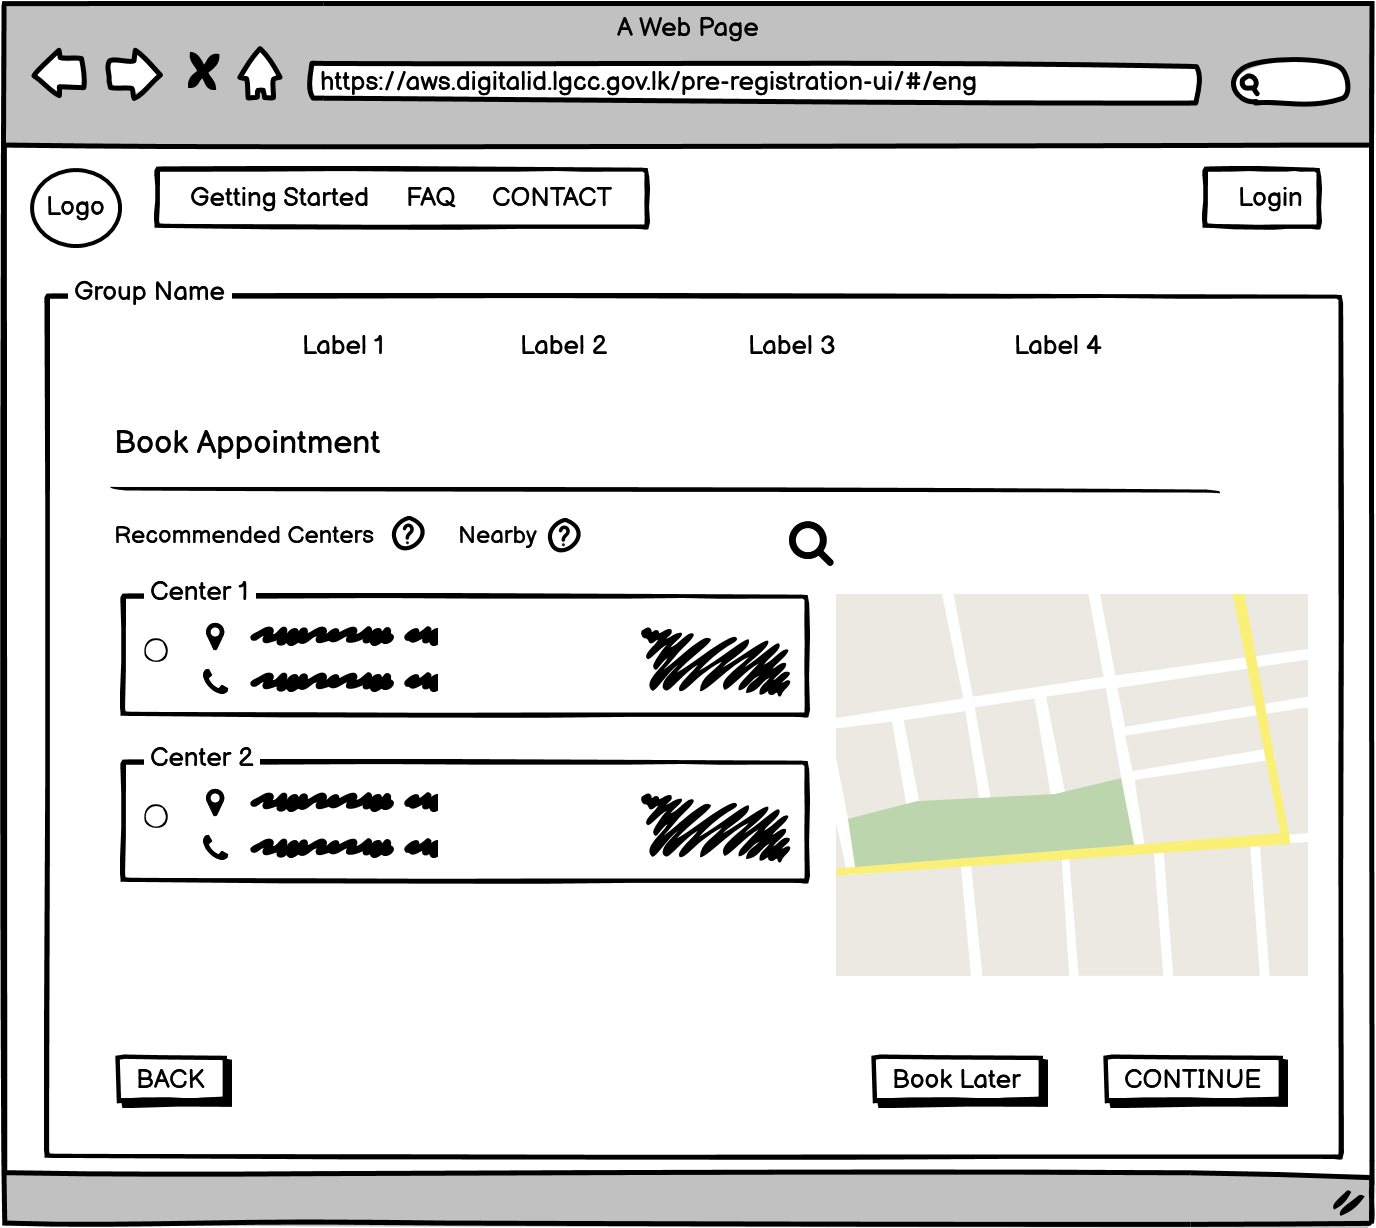 A Web Page
https://aws.digitalid.lgcc.gov.lk/pre-registration-ui/#/eng
Logo
Getting Started FAQ CONTACT
Login
Group Name
Label 1 Label 2 Label 3 Label 4
Book Appointment
Recommended Centers ? Nearby ?
Center 1
Center 2
BACK
Book Later
CONTINUE